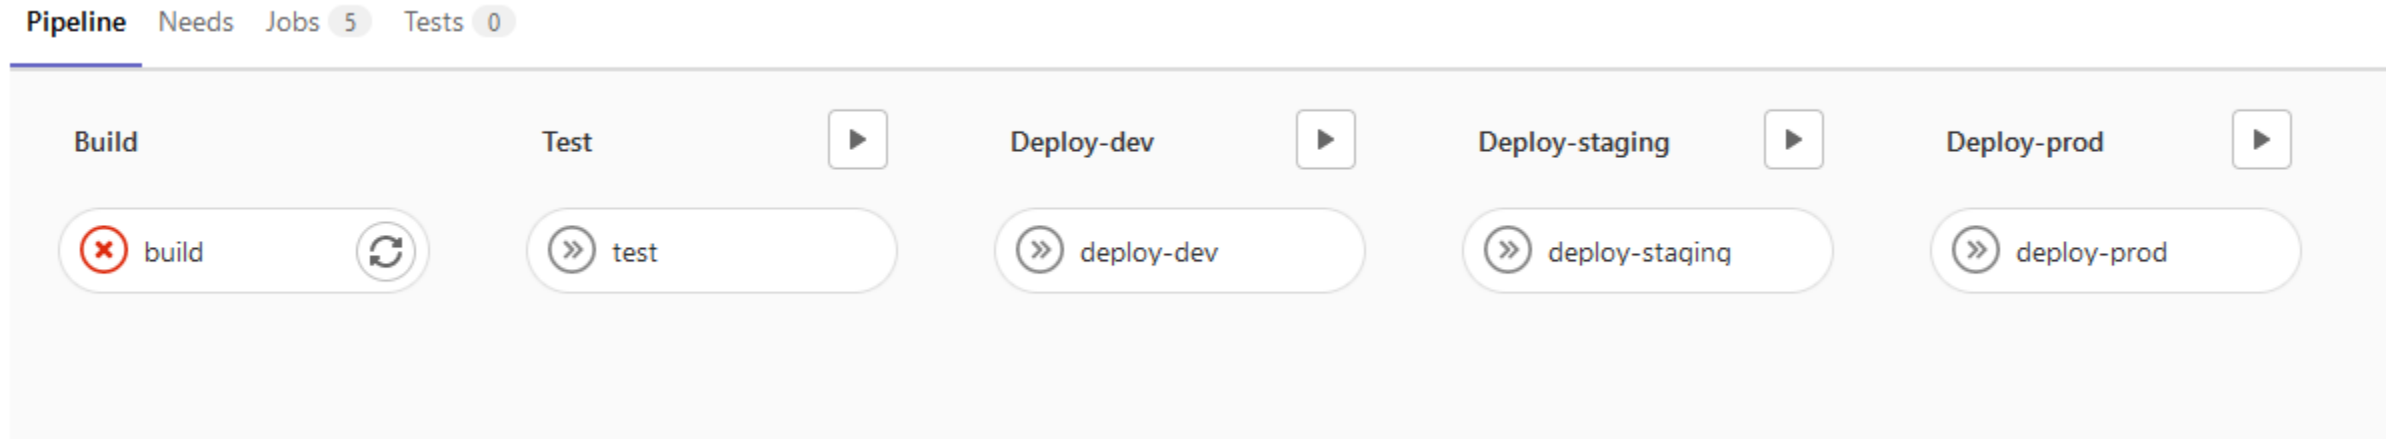 Pipeline Needs Jobs 5 Tests 0
Build Test Deploy-dev Deploy-staging Deploy-prod
build test deploy-dev deploy-staging deploy-prod